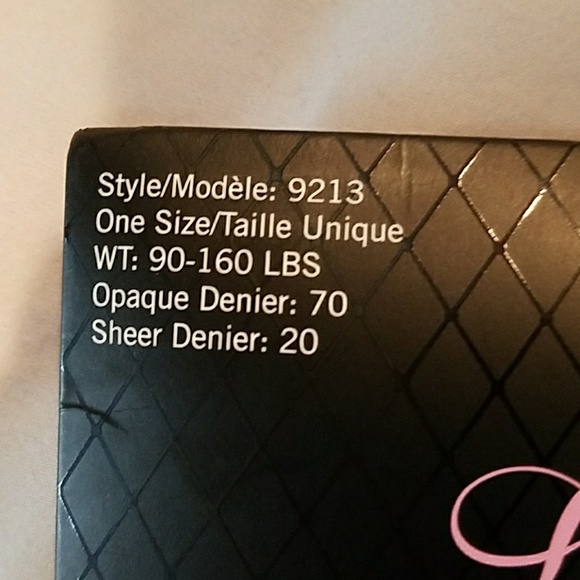 Style/Modèle: 9213
One Size/Taille Unique
WT: 90-160 LBS
Opaque Denier: 70
Sheer Denier: 20